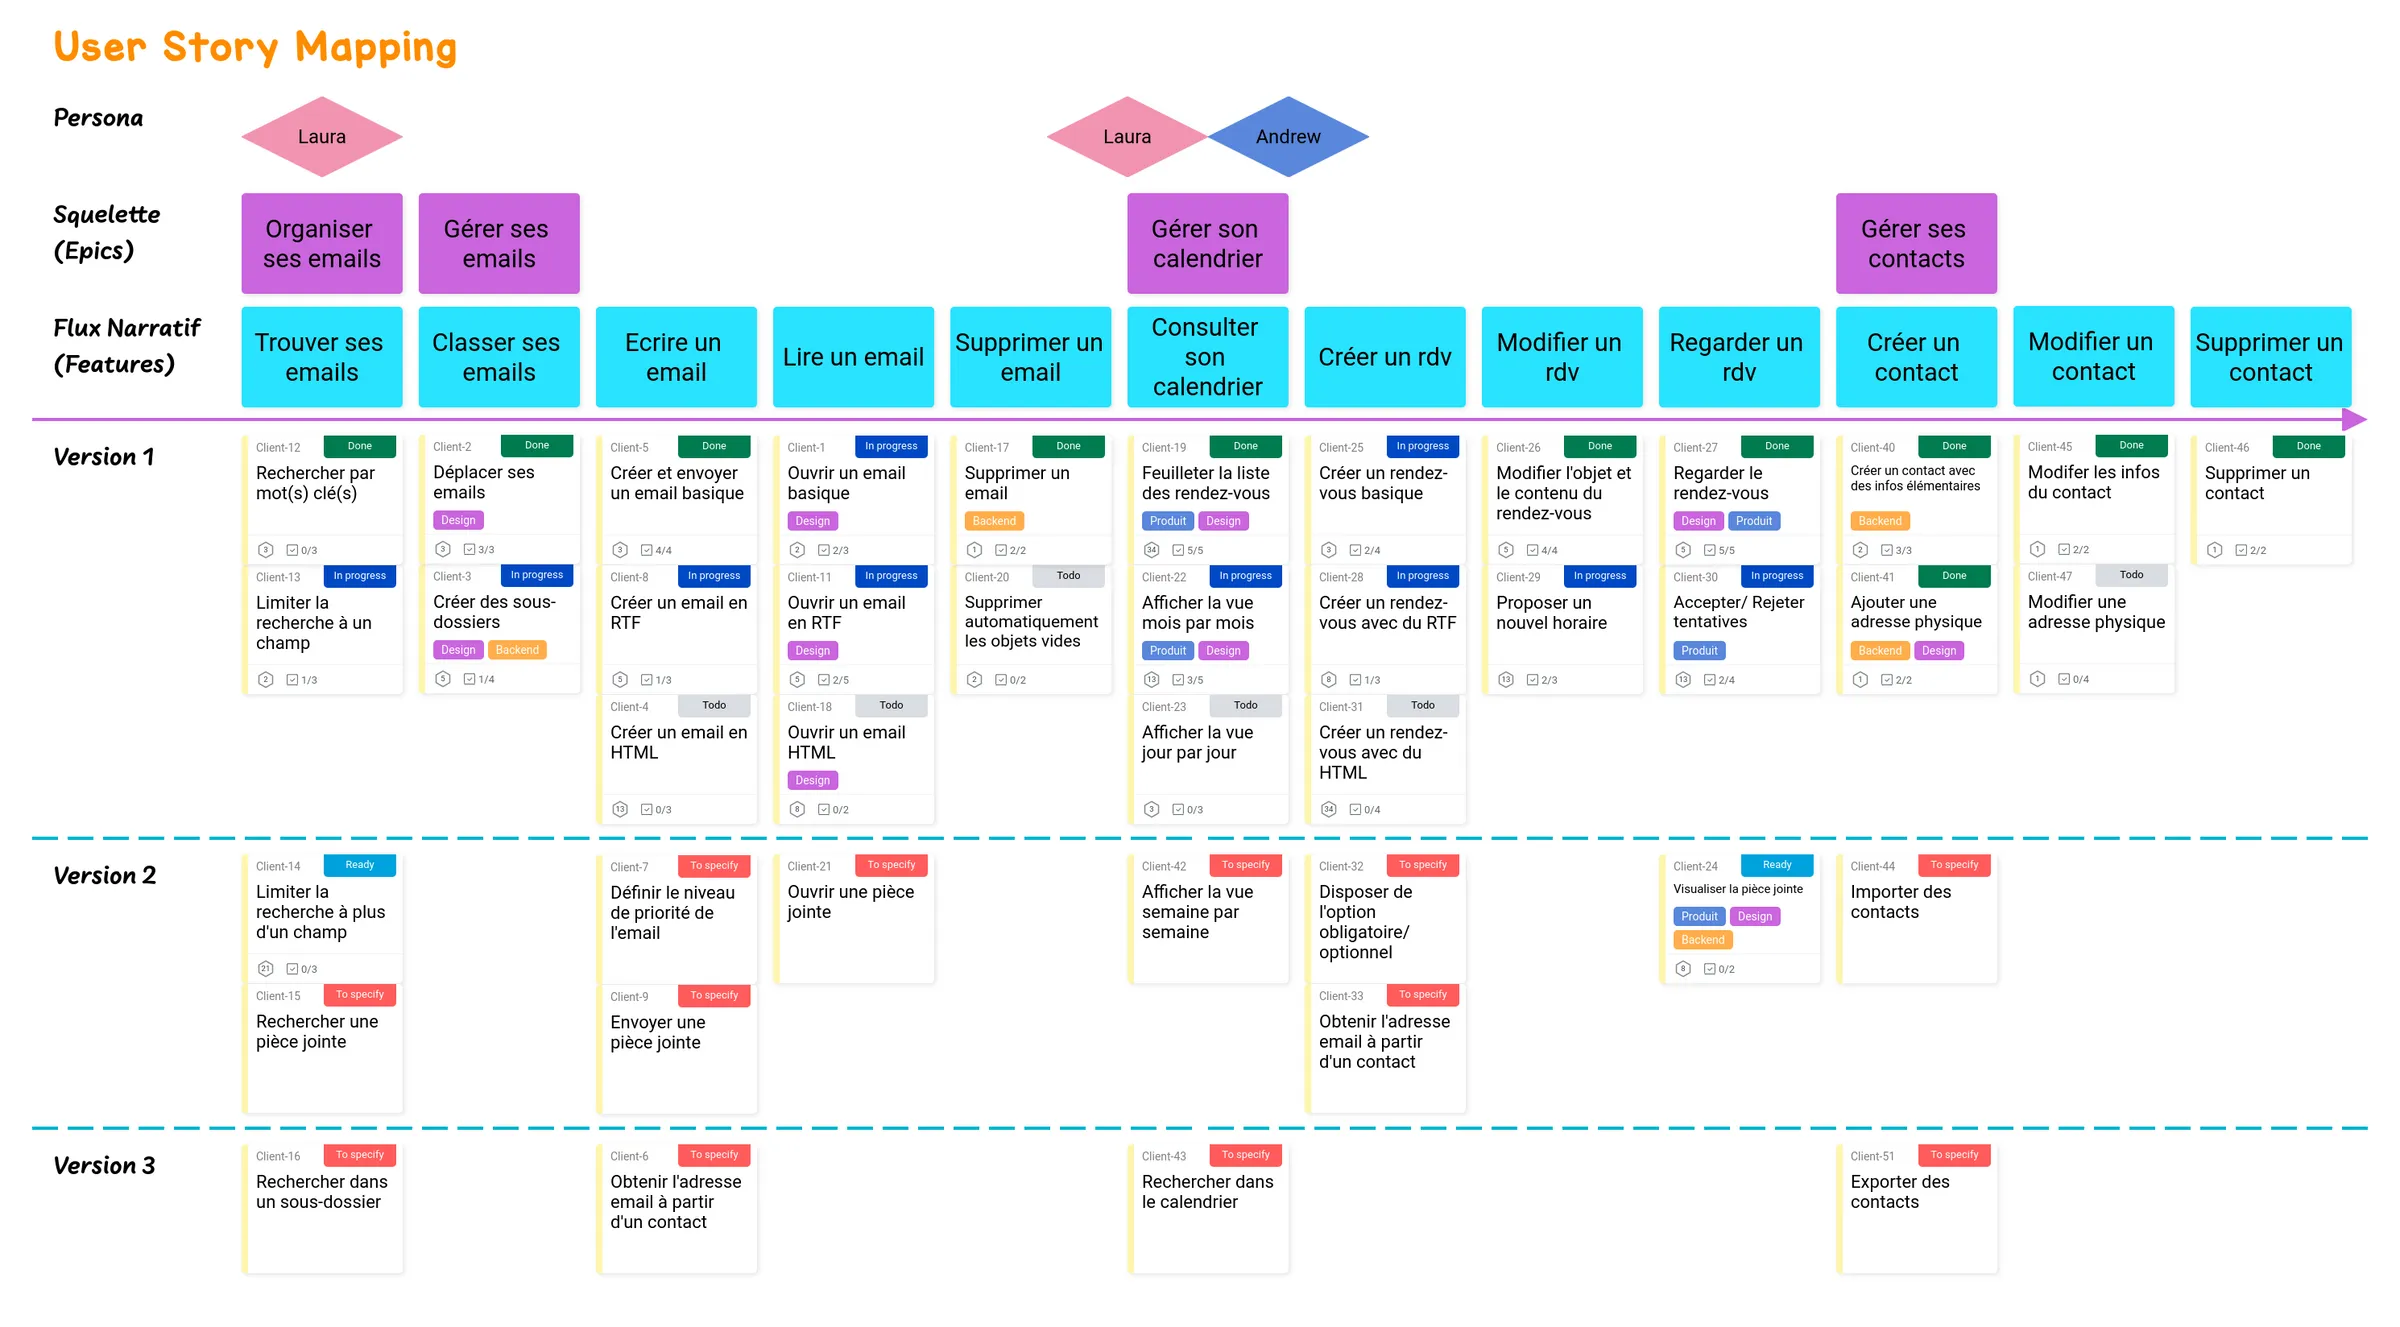 User Story Mapping
Persona
Laura
Laura
Andrew
Squelette
(Epics)
Organiser
ses emails
Gérer ses
emails
Gérer son
calendrier
Gérer ses
contacts
Flux Narratif
(Features)
Trouver ses
emails
Classer ses
emails
Ecrire un
email
Lire un email
Supprimer un
email
Consulter
son
calendrier
Créer un rdv
Modifier un
rdv
Regarder un
rdv
Créer un
contact
Modifier un
contact
Supprimer un
contact
Version 1
Client-12
Done
Rechercher par
mot(s) clé(s)
3
0/3
Client-13
In progress
Limiter la
recherche à un
champ
2
1/3
Client-2
Done
Déplacer ses
emails
Design
3
3/3
Client-3
In progress
Créer des sous-
dossiers
Design
Backend
5
1/4
Client-5
Done
Créer et envoyer
un email basique
3
4/4
Client-8
In progress
Créer un email en
RTF
5
1/3
Client-4
Todo
Créer un email en
HTML
13
0/3
Client-1
In progress
Ouvrir un email
basique
Design
2
2/3
Client-11
In progress
Ouvrir un email
en RTF
Design
5
2/5
Client-18
Todo
Ouvrir un email
HTML
Design
8
0/2
Client-17
Done
Supprimer un
email
Backend
1
2/2
Client-20
Todo
Supprimer
automatiquement
les objets vides
2
0/2
Client-19
Done
Feuilleter la liste
des rendez-vous
Produit
Design
34
5/5
Client-22
In progress
Afficher la vue
mois par mois
Produit
Design
13
3/5
Client-23
Todo
Afficher la vue
jour par jour
3
0/3
Client-25
In progress
Créer un rendez-
vous basique
3
2/4
Client-28
In progress
Créer un rendez-
vous avec du RTF
8
1/3
Client-31
Todo
Créer un rendez-
vous avec du
HTML
34
0/4
Client-26
Done
Modifier l'objet et
le contenu du
rendez-vous
5
4/4
Client-29
In progress
Proposer un
nouvel horaire
13
2/3
Client-27
Done
Regarder le
rendez-vous
Design
Produit
5
5/5
Client-30
In progress
Accepter/ Rejeter
tentatives
Produit
13
2/4
Client-40
Done
Créer un contact avec
des infos élémentaires
Backend
2
3/3
Client-41
Done
Ajouter une
adresse physique
Backend
Design
1
2/2
Client-45
Done
Modifer les infos
du contact
1
2/2
Client-47
Todo
Modifier une
adresse physique
1
0/4
Client-46
Done
Supprimer un
contact
1
2/2
Version 2
Client-14
Ready
Limiter la
recherche à plus
d'un champ
21
0/3
Client-15
To specify
Rechercher une
pièce jointe
Client-7
To specify
Définir le niveau
de priorité de
l'email
Client-9
To specify
Envoyer une
pièce jointe
Client-21
To specify
Ouvrir une pièce
jointe
Client-42
To specify
Afficher la vue
semaine par
semaine
Client-32
To specify
Disposer de
l'option
obligatoire/
optionnel
Client-33
To specify
Obtenir l'adresse
email à partir
d'un contact
Client-24
Ready
Visualiser la pièce jointe
Produit
Design
Backend
8
0/2
Client-44
To specify
Importer des
contacts
Version 3
Client-16
To specify
Rechercher dans
un sous-dossier
Client-6
To specify
Obtenir l'adresse
email à partir
d'un contact
Client-43
To specify
Rechercher dans
le calendrier
Client-51
To specify
Exporter des
contacts